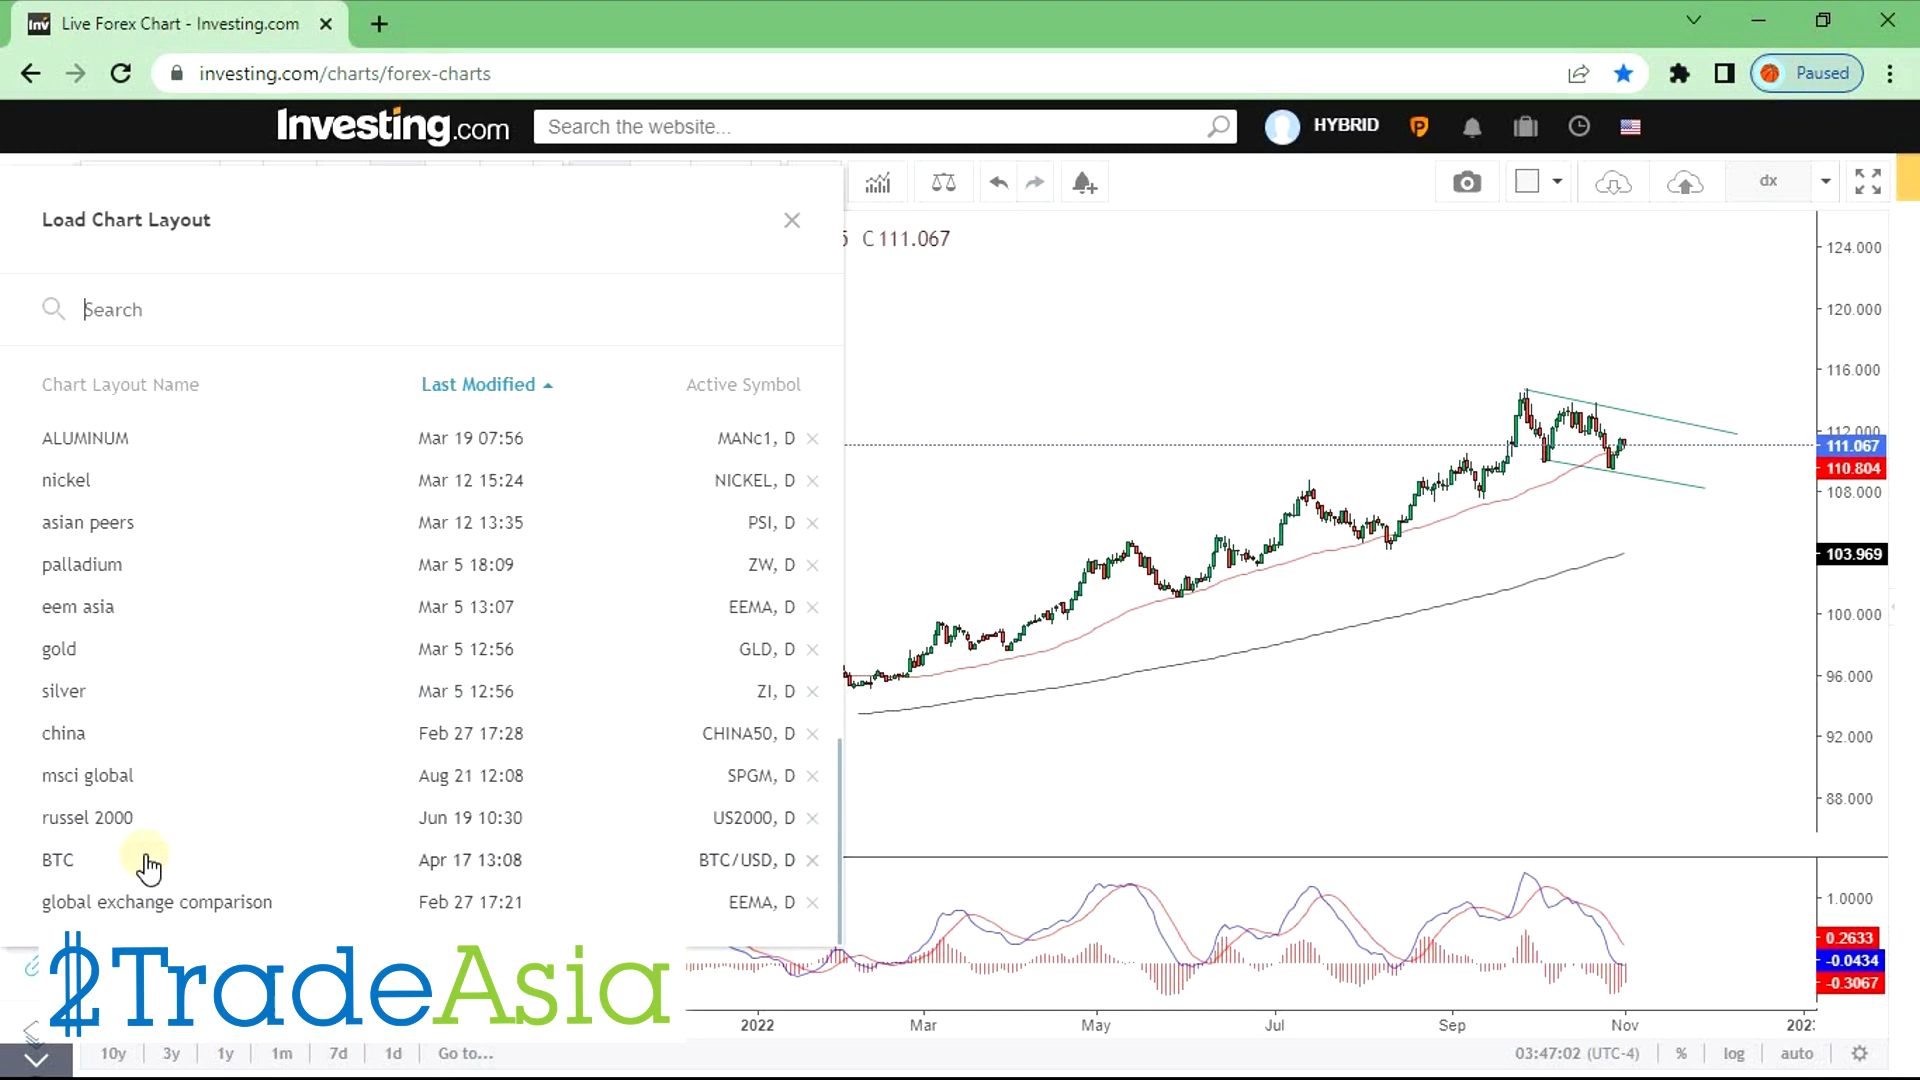 Live Forex Chart - Investing.com
investing.com/charts/forex-charts
Paused
Investing.com
Search the website...
HYBRID
dx
Load Chart Layout
C 111.067
Search
Chart Layout Name Last Modified Active Symbol
ALUMINUM Mar 19 07:56 MANc1, D
nickel Mar 12 15:24 NICKEL, D
asian peers Mar 12 13:35 PSI, D
palladium Mar 5 18:09 ZW, D
eem asia Mar 5 13:07 EEMA, D
gold Mar 5 12:56 GLD, D
silver Mar 5 12:56 ZI, D
china Feb 27 17:28 CHINA50, D
msci global Aug 21 12:08 SPGM, D
russel 2000 Jun 19 10:30 US2000, D
BTC Apr 17 13:08 BTC/USD, D
global exchange comparison Feb 27 17:21 EEMA, D
124.000
120.000
116.000
112.000
111.067
110.804
108.000
103.969
100.000
96.000
92.000
88.000
1.0000
0.2633
-0.0434
-0.3067
2TradeAsia
2022 Mar May Jul Sep Nov
10y 3y 1y 1m 7d 1d Go to...
03:47:02 (UTC-4) % log auto